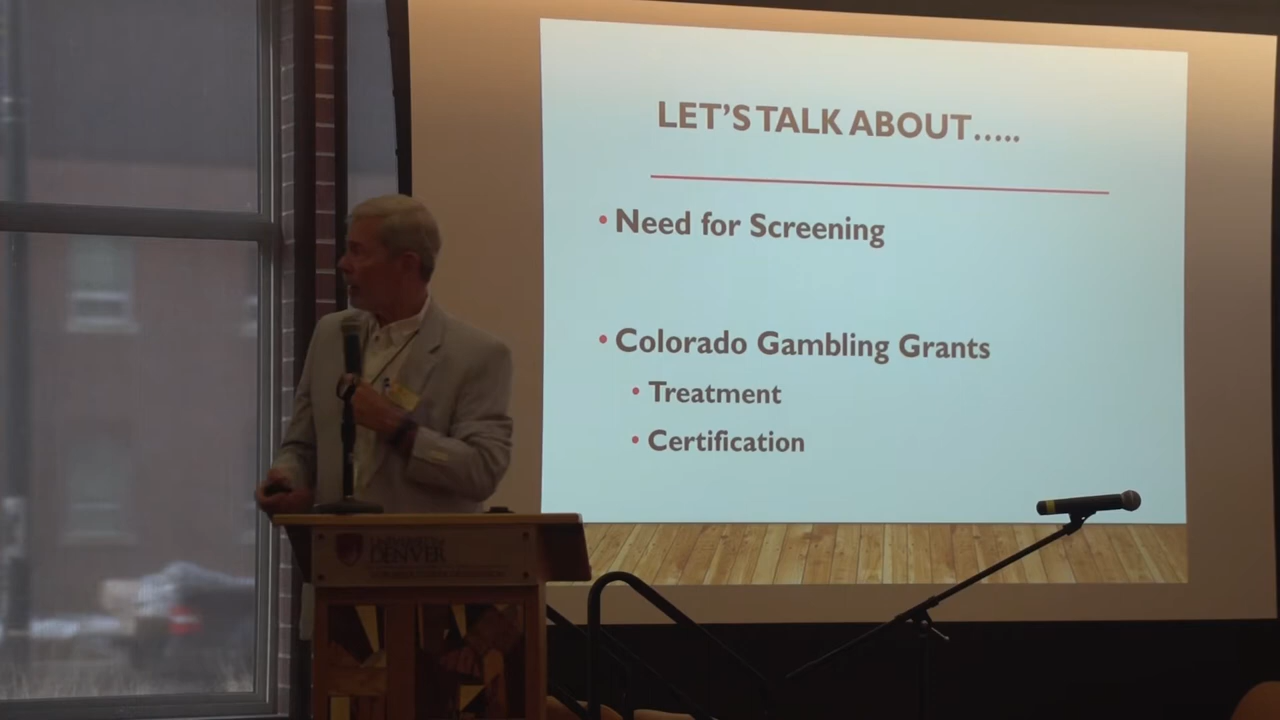 LET'S TALK ABOUT.....
• Need for Screening
• Colorado Gambling Grants
• Treatment
• Certification
DENVER